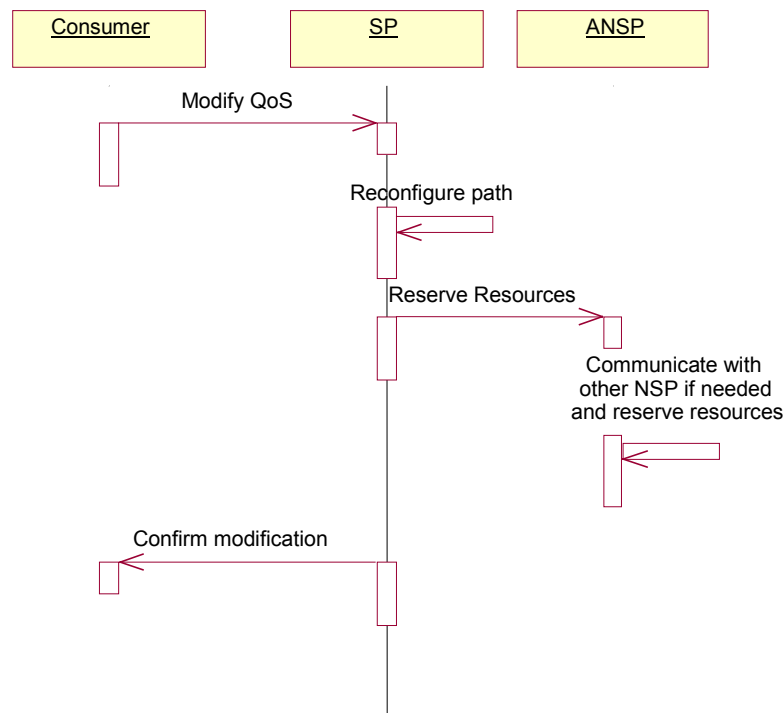 Consumer
SP
ANSP
Modify QoS
Reconfigure path
Reserve Resources
Communicate with
other NSP if needed
and reserve resources
Confirm modification